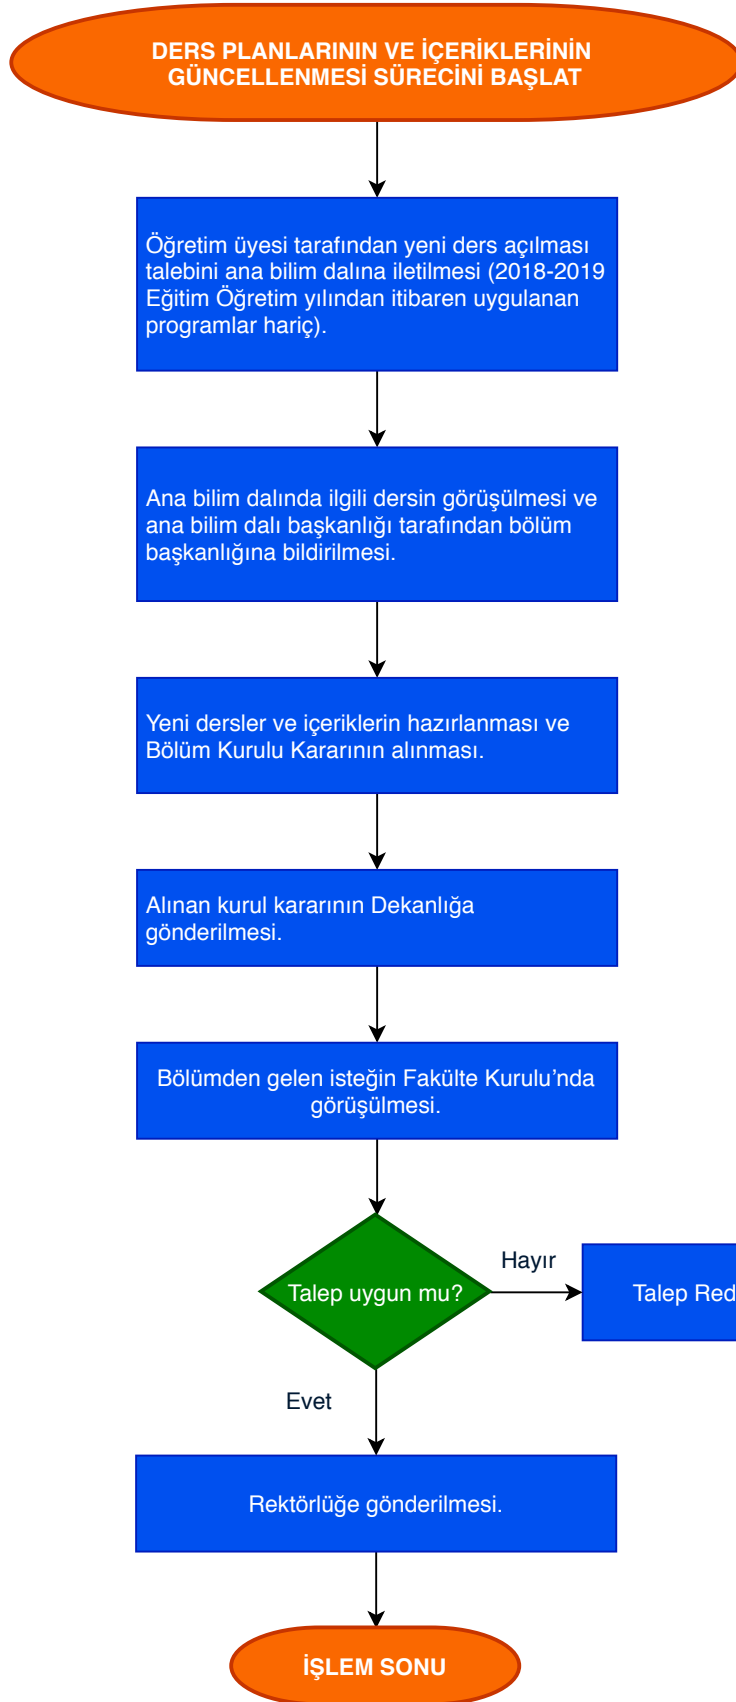 DERS PLANLARININ VE İÇERİKLERİNİN
GÜNCELLENMESİ SÜRECİNİ BAŞLAT
Öğretim üyesi tarafından yeni ders açılması
talebini ana bilim dalına iletilmesi (2018-2019
Eğitim Öğretim yılından itibaren uygulanan
programlar hariç).
Ana bilim dalında ilgili dersin görüşülmesi ve
ana bilim dalı başkanlığı tarafından bölüm
başkanlığına bildirilmesi.
Yeni dersler ve içeriklerin hazırlanması ve
Bölüm Kurulu Kararının alınması.
Alınan kurul kararının Dekanlığa
gönderilmesi.
Bölümden gelen isteğin Fakülte Kurulu’nda
görüşülmesi.
Talep uygun mu?
Hayır
Talep Red
Evet
Rektörlüğe gönderilmesi.
İŞLEM SONU